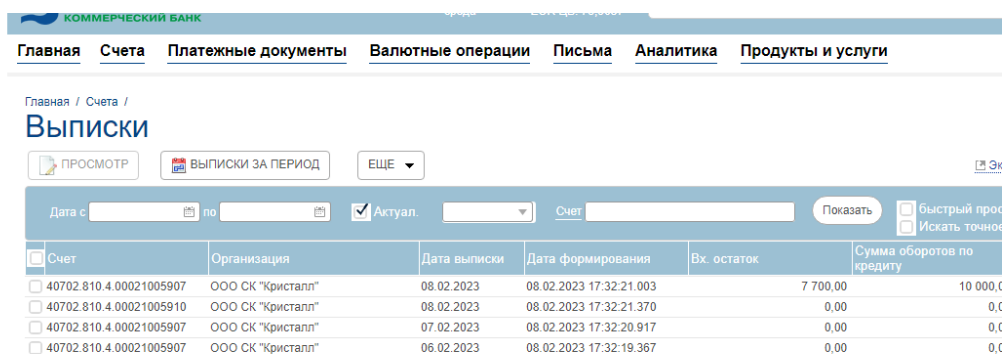 КОММЕРЧЕСКИЙ БАНК
Главная Счета Платежные документы Валютные операции Письма Аналитика Продукты и услуги
Главная / Счета /
Выписки
ПРОСМОТР ВЫПИСКИ ЗА ПЕРИОД ЕЩЕ
Дата с по Актуал. Счет Показать быстрый
Искать точное
Счет Организация Дата выписки Дата формирования Вх. остаток Сумма оборотов по
кредиту
40702.810.4.00021005907 ООО СК "Кристалл" 08.02.2023 08.02.2023 17:32:21.003 7 700,00 10 000,0
40702.810.4.00021005910 ООО СК "Кристалл" 08.02.2023 08.02.2023 17:32:21.370 0,00 0,0
40702.810.4.00021005907 ООО СК "Кристалл" 07.02.2023 08.02.2023 17:32:20.917 0,00 0,0
40702.810.4.00021005907 ООО СК "Кристалл" 06.02.2023 08.02.2023 17:32:19.367 0,00 0,0